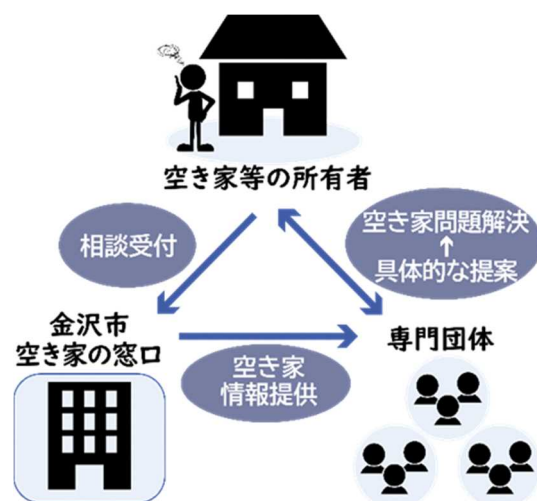 空き家等の所有者
相談受付
空き家問題解決
↑
具体的な提案
金沢市
空き家の窓口
専門団体
空き家
情報提供